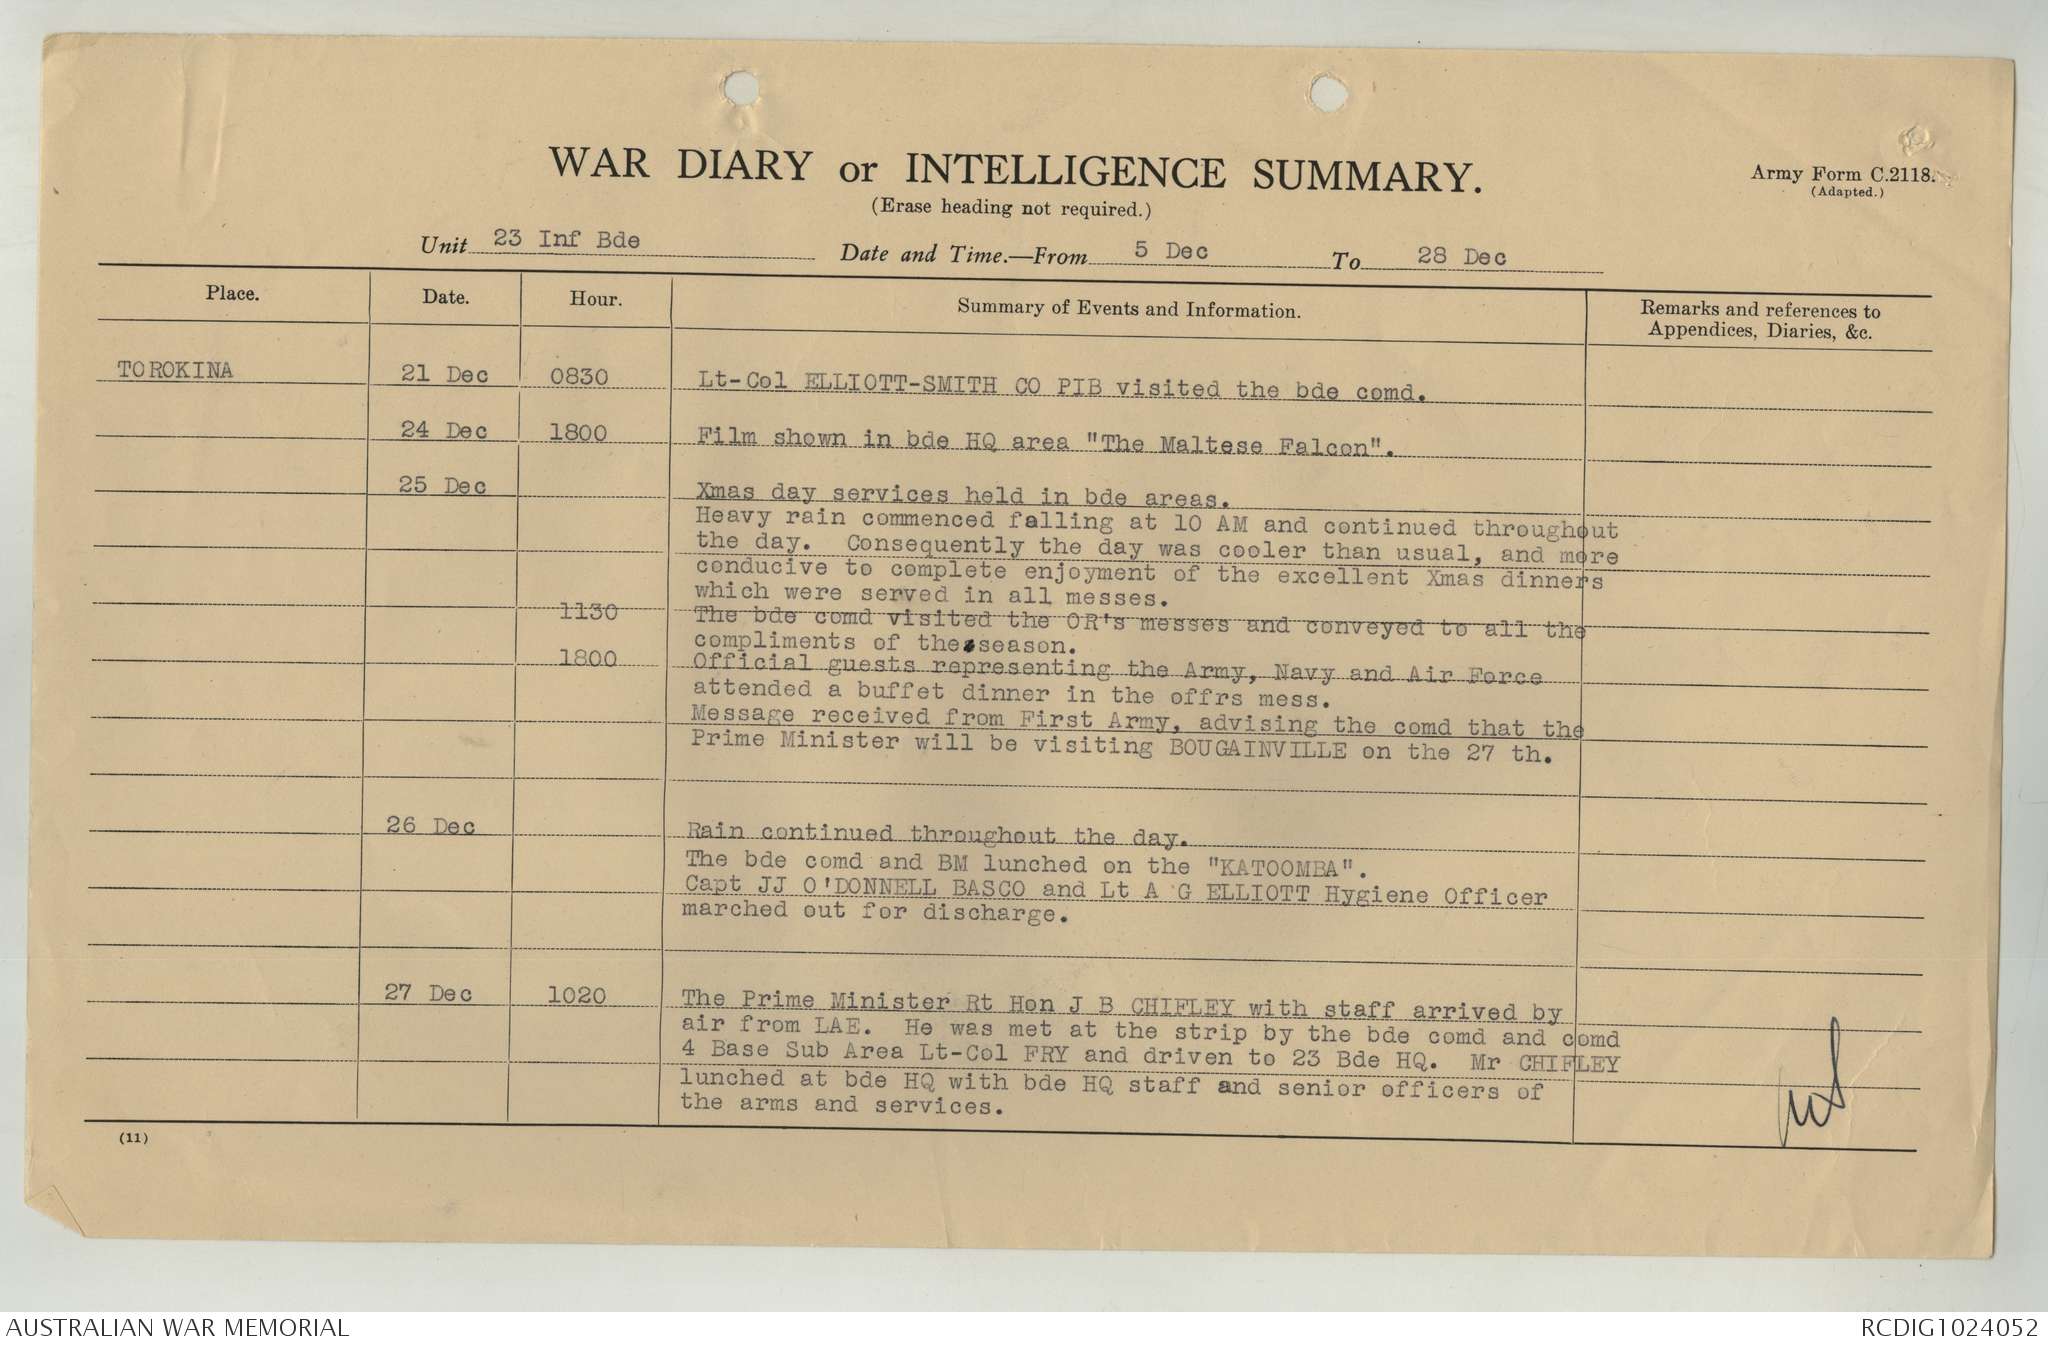 WAR DIARY or INTELLIGENCE SUMMARY.
Army Form C.2118.
(Adapted.)
(Erase heading not required.)
Unit 23 Inf Bde Date and Time.—From 5 Dec To 28 Dec
Place. Date. Hour. Summary of Events and Information. Remarks and references to
Appendices, Diaries, &c.
TOROKINA 21 Dec 0830 Lt-Col ELLIOTT-SMITH CO PIB visited the bde comd.
24 Dec 1800 Film shown in bde HQ area "The Maltese Falcon".
25 Dec Xmas day services held in bde areas.
Heavy rain commenced falling at 10 AM and continued throughout
the day. Consequently the day was cooler than usual, and more
conducive to complete enjoyment of the excellent Xmas dinners
which were served in all messes.
1130 The bde comd visited the OR's messes and conveyed to all the
compliments of the season.
1800 Official guests representing the Army, Navy and Air Force
attended a buffet dinner in the offrs mess.
Message received from First Army, advising the comd that the
Prime Minister will be visiting BOUGAINVILLE on the 27 th.
26 Dec Rain continued throughout the day.
The bde comd and BM lunched on the "KATOOMBA".
Capt JJ O'DONNELL BASCO and Lt A G ELLIOTT Hygiene Officer
marched out for discharge.
27 Dec 1020 The Prime Minister Rt Hon J B CHIFLEY with staff arrived by
air from LAE. He was met at the strip by the bde comd and comd
4 Base Sub Area Lt-Col FRY and driven to 23 Bde HQ. Mr CHIFLEY
lunched at bde HQ with bde HQ staff and senior officers of
the arms and services.
(11)
AUSTRALIAN WAR MEMORIAL
RCDIG1024052